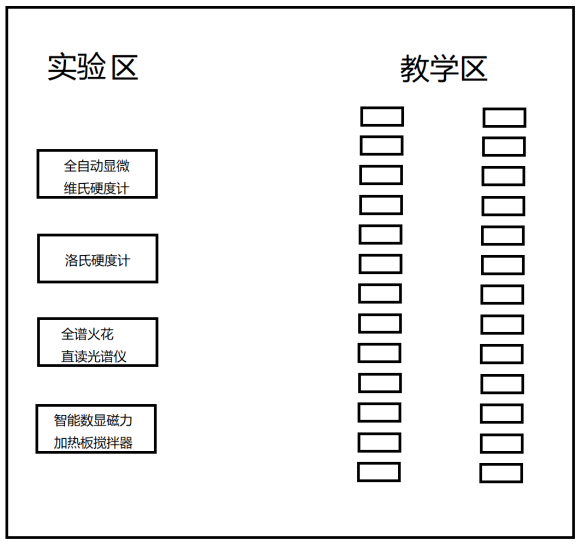 实验区
教学区
全自动显微
维氏硬度计
洛氏硬度计
全谱火花
直读光谱仪
智能数显磁力
加热板搅拌器